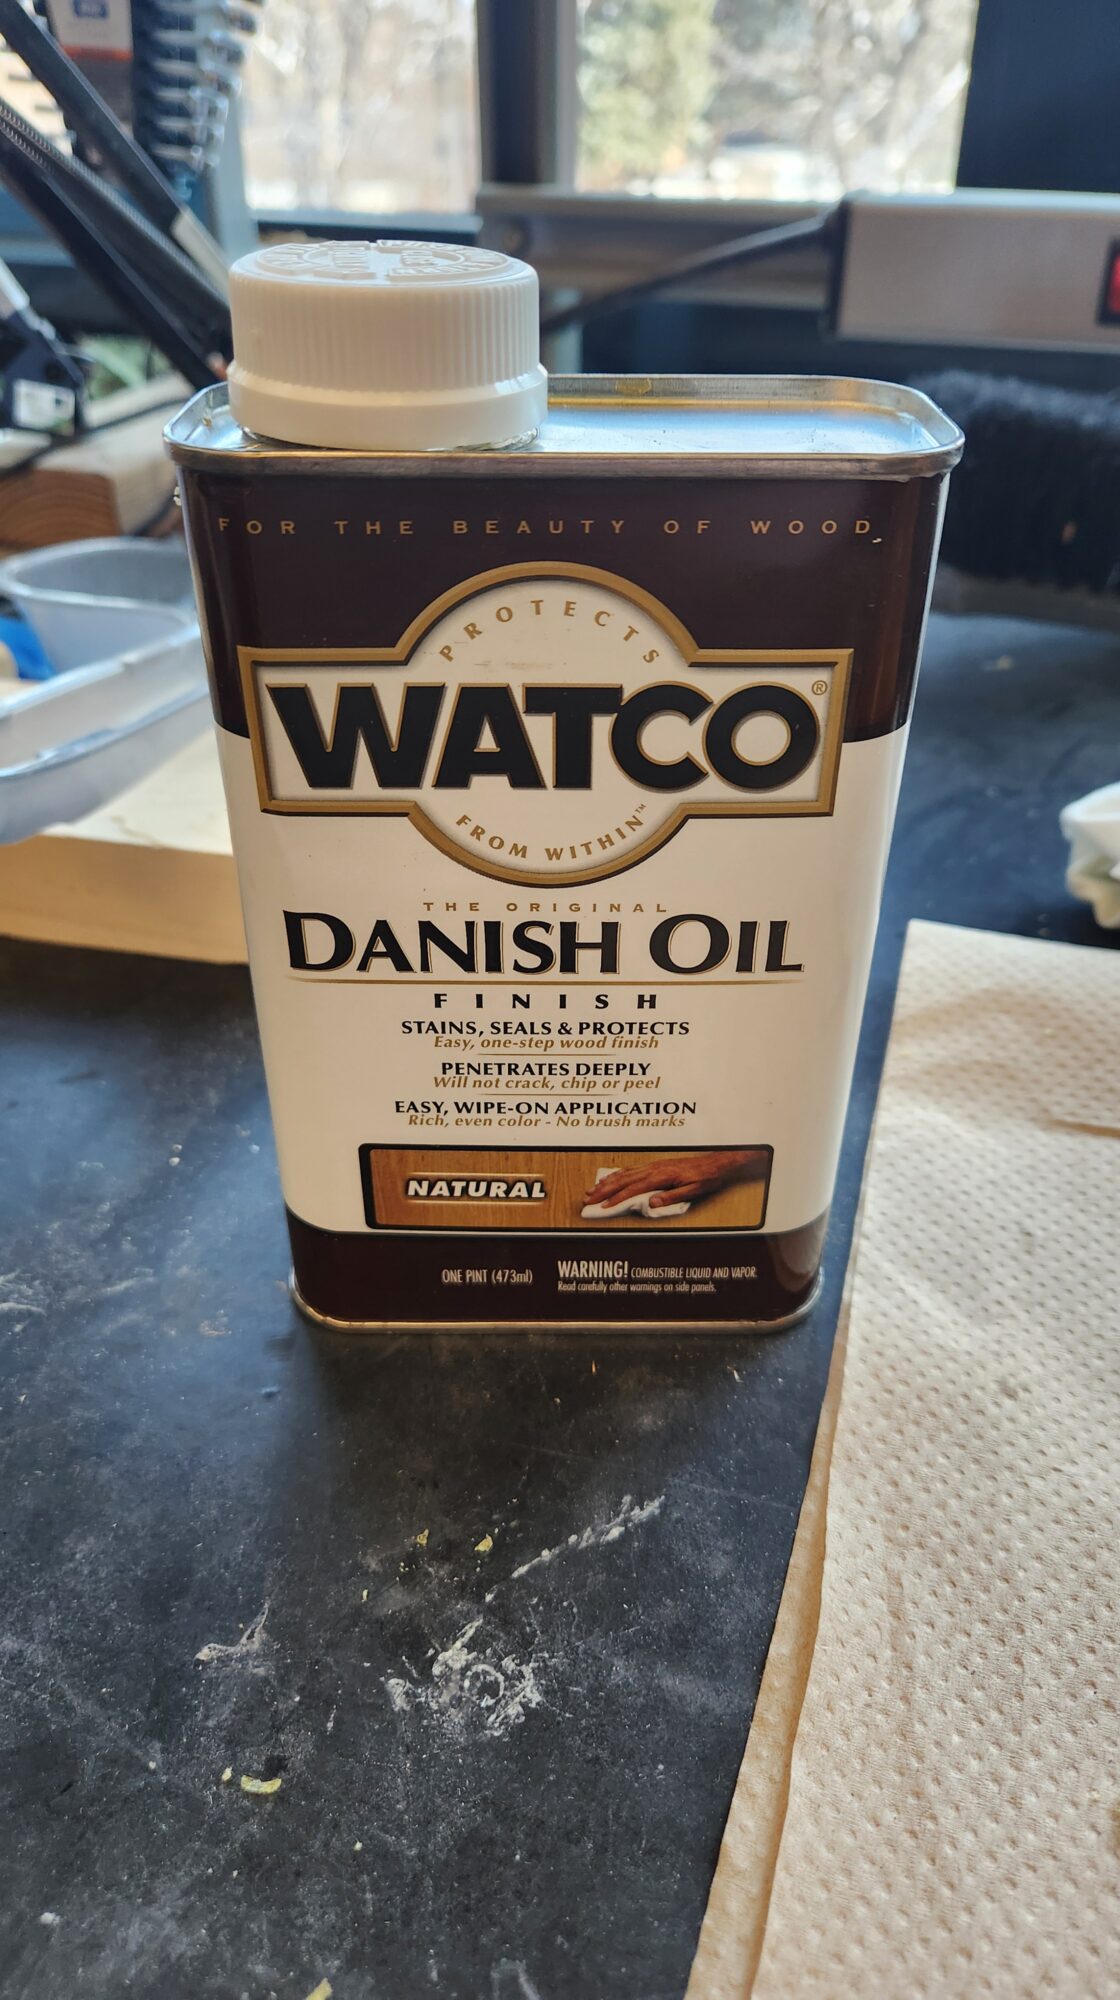 FOR THE BEAUTY OF WOOD
PROTECTS
WATCO®
FROM WITHIN™
THE ORIGINAL
DANISH OIL
FINISH
STAINS, SEALS & PROTECTS
Easy, one-step wood finish
PENETRATES DEEPLY
Will not crack, chip or peel
EASY, WIPE-ON APPLICATION
Rich, even color - No brush marks
NATURAL
ONE PINT (473ml)
WARNING! COMBUSTIBLE LIQUID AND VAPOR.
Read carefully other warnings on side panels.